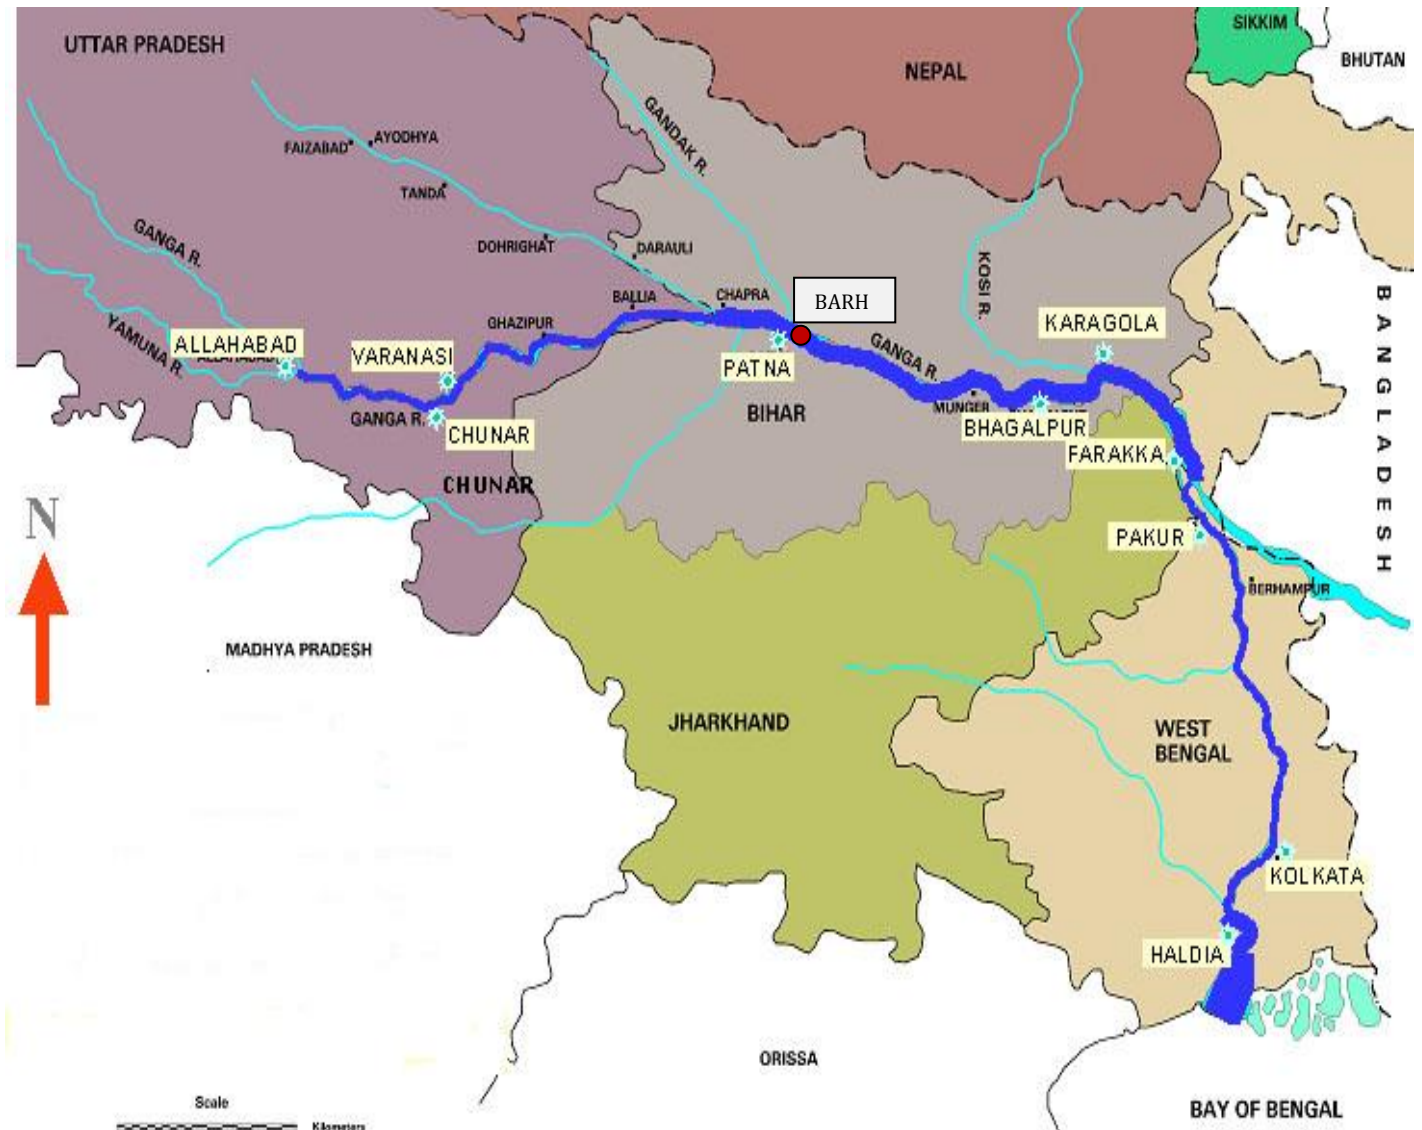 SIKKIM
UTTAR PRADESH
BHUTAN
NEPAL
GANDAK R.
AYODHYA
FAIZABAD
TANDA
GANGA R.
DOHRIGHAT
DARAULI
KOSI R.
BANGLADESH
BALLIA
CHAPRA
BARH
YAMUNA R.
GHAZIPUR
KARAGOLA
ALLAHABAD
VARANASI
GANGA R.
PATNA
GANGA R.
MUNGER
BIHAR
CHUNAR
BHAGALPUR
FARAKKA
CHUNAR
N
PAKUR
BERHAMPUR
MADHYA PRADESH
JHARKHAND
WEST
BENGAL
KOLKATA
HALDIA
ORISSA
Scale
Kilometers
BAY OF BENGAL